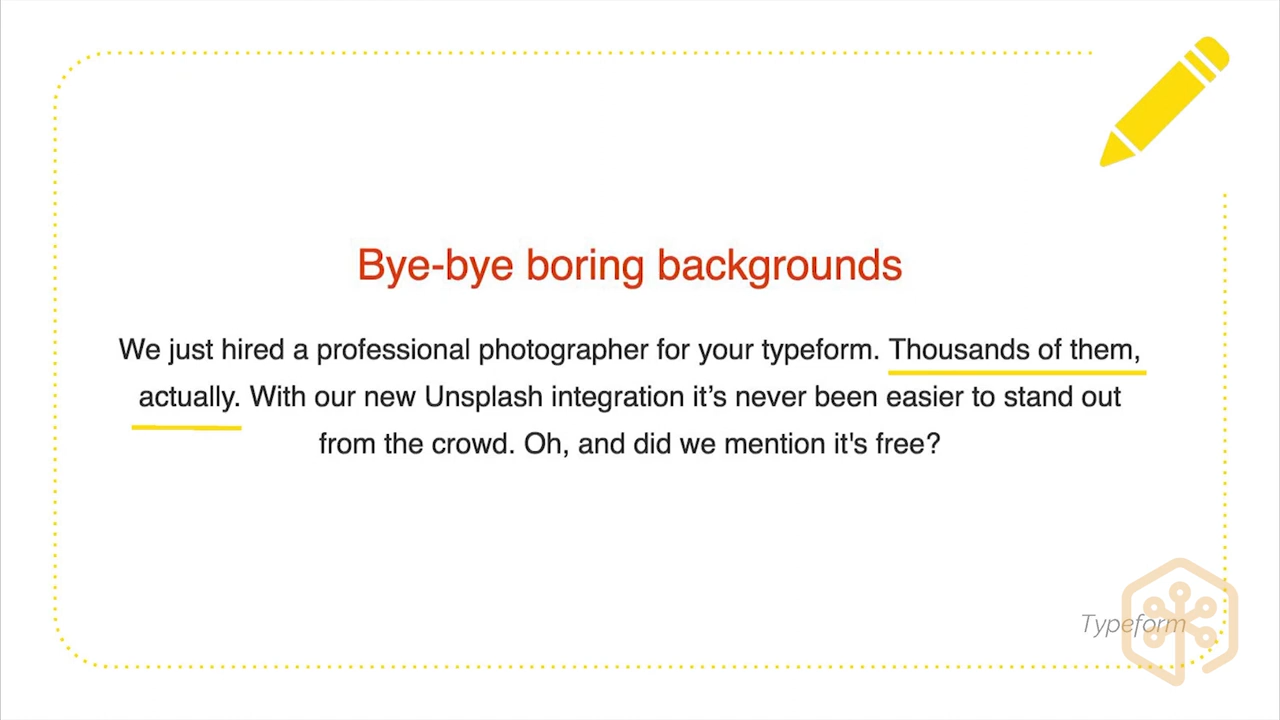 Bye-bye boring backgrounds
We just hired a professional photographer for your typeform. Thousands of them,
actually. With our new Unsplash integration it’s never been easier to stand out
from the crowd. Oh, and did we mention it's free?
Typeform